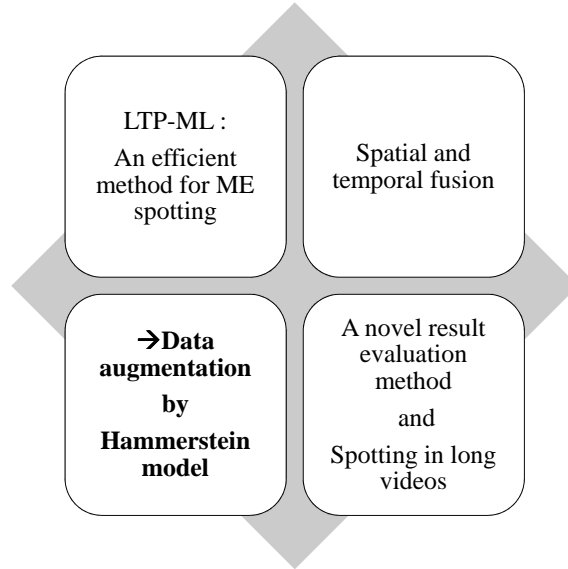 LTP-ML :
An efficient
method for ME
spotting
Spatial and
temporal fusion
→Data
augmentation
by
Hammerstein
model
A novel result
evaluation
method
and
Spotting in long
videos